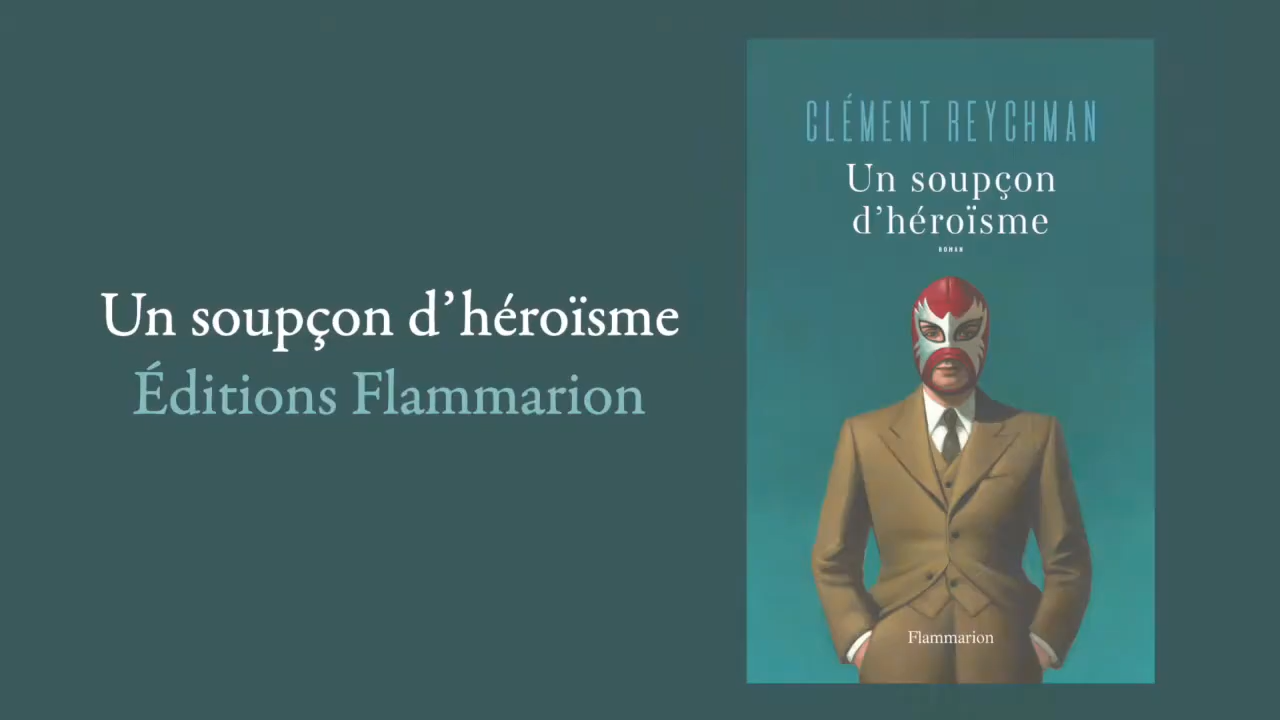 Un soupçon d’héroïsme
Éditions Flammarion
CLÉMENT REYCHMAN
Un soupçon
d’héroïsme
ROMAN
Flammarion